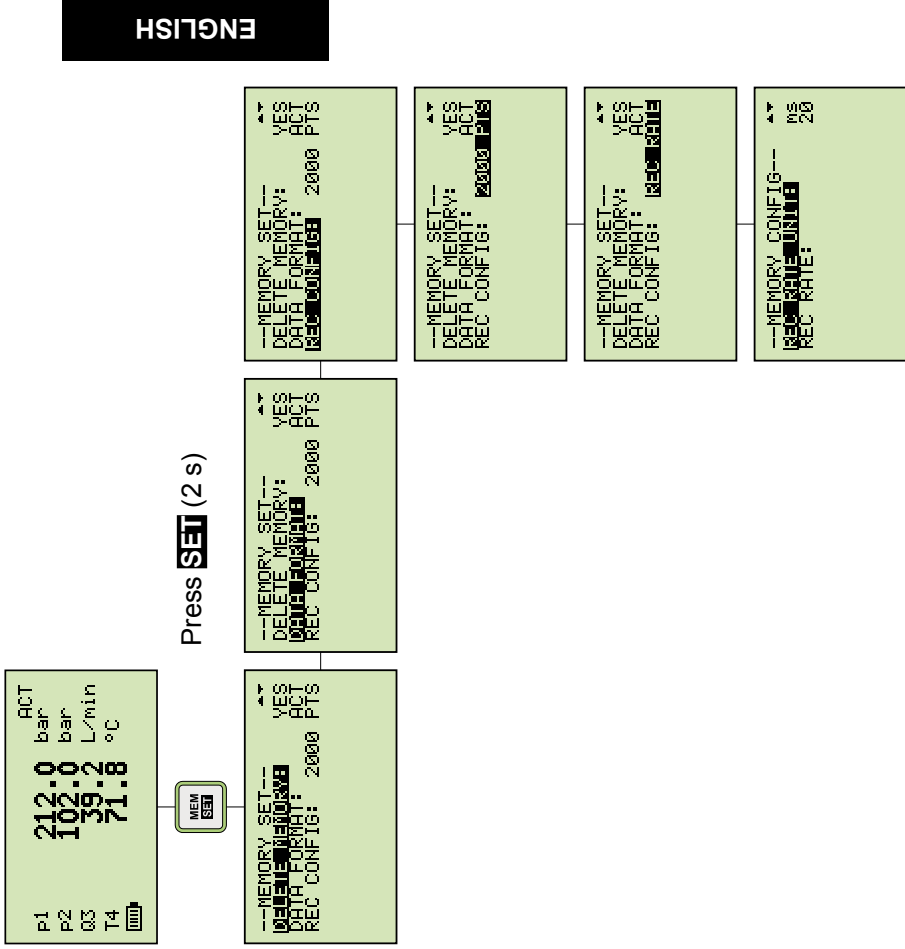 ENGLISH
ACT
p1 212.0 bar
p2 102.0 bar
Q3 39.2 L/min
T4 71.8 °C
MEM
SET
Press SET (2 s)
--MEMORY SET--
DELETE MEMORY: YES
DATA FORMAT: ACT
REC CONFIG: 2000 PTS
--MEMORY SET--
DELETE MEMORY: YES
DATA FORMAT: ACT
REC CONFIG: 2000 PTS
--MEMORY SET--
DELETE MEMORY: YES
DATA FORMAT: ACT
REC CONFIG: 2000 PTS
--MEMORY SET--
DELETE MEMORY: YES
DATA FORMAT: ACT
REC CONFIG: 2000 PTS
--MEMORY SET--
DELETE MEMORY: YES
DATA FORMAT: ACT
REC CONFIG: REC RATE
--MEMORY CONFIG--
REC RATE UNIT: ms
REC RATE: 20